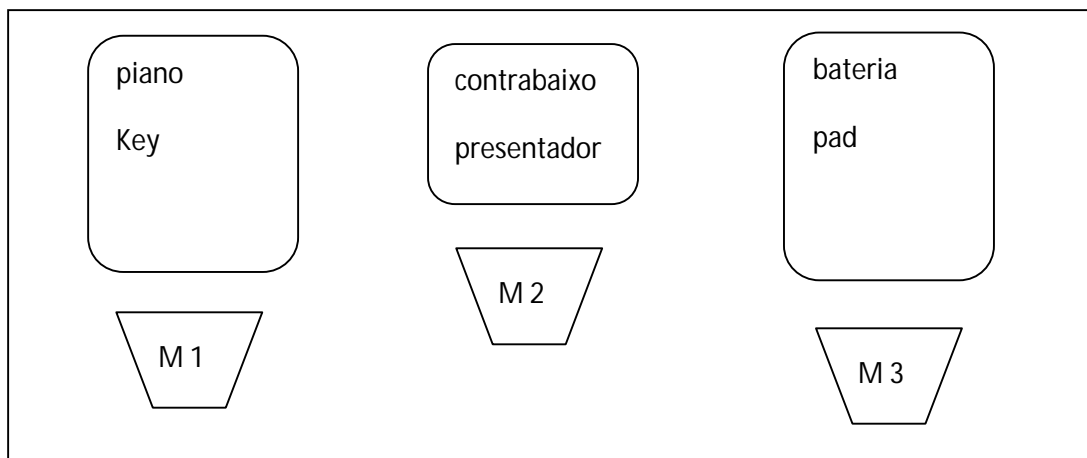 piano
Key
contrabaixo
presentador
bateria
pad
M 1
M 2
M 3